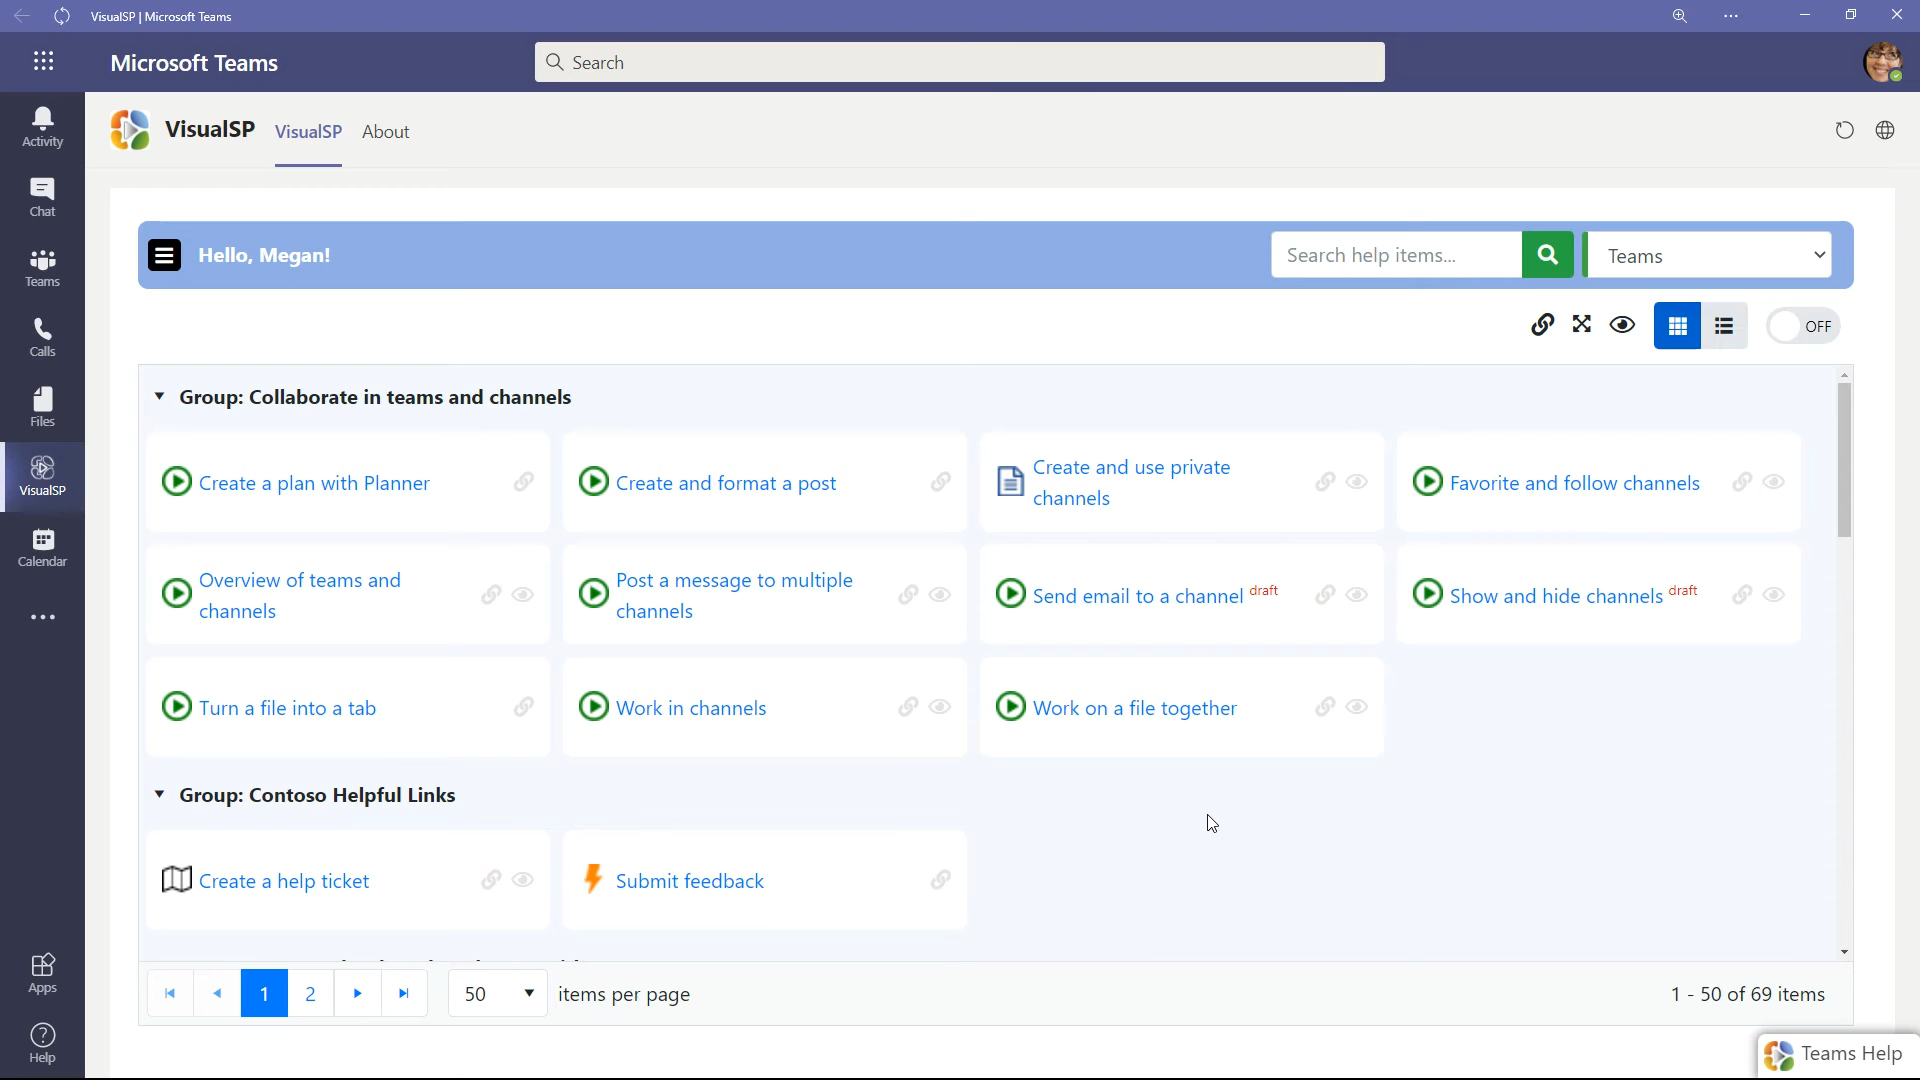 VisualSP | Microsoft Teams
Microsoft Teams
Search
Activity
Chat
Teams
Calls
Files
VisualSP
Calendar
Apps
Help
VisualSP
VisualSP
About
Hello, Megan!
Search help items...
Teams
OFF
Group: Collaborate in teams and channels
Create a plan with Planner
Create and format a post
Create and use private
channels
Favorite and follow channels
Overview of teams and
channels
Post a message to multiple
channels
Send email to a channel draft
Show and hide channels draft
Turn a file into a tab
Work in channels
Work on a file together
Group: Contoso Helpful Links
Create a help ticket
Submit feedback
1
2
50
items per page
1 - 50 of 69 items
Teams Help